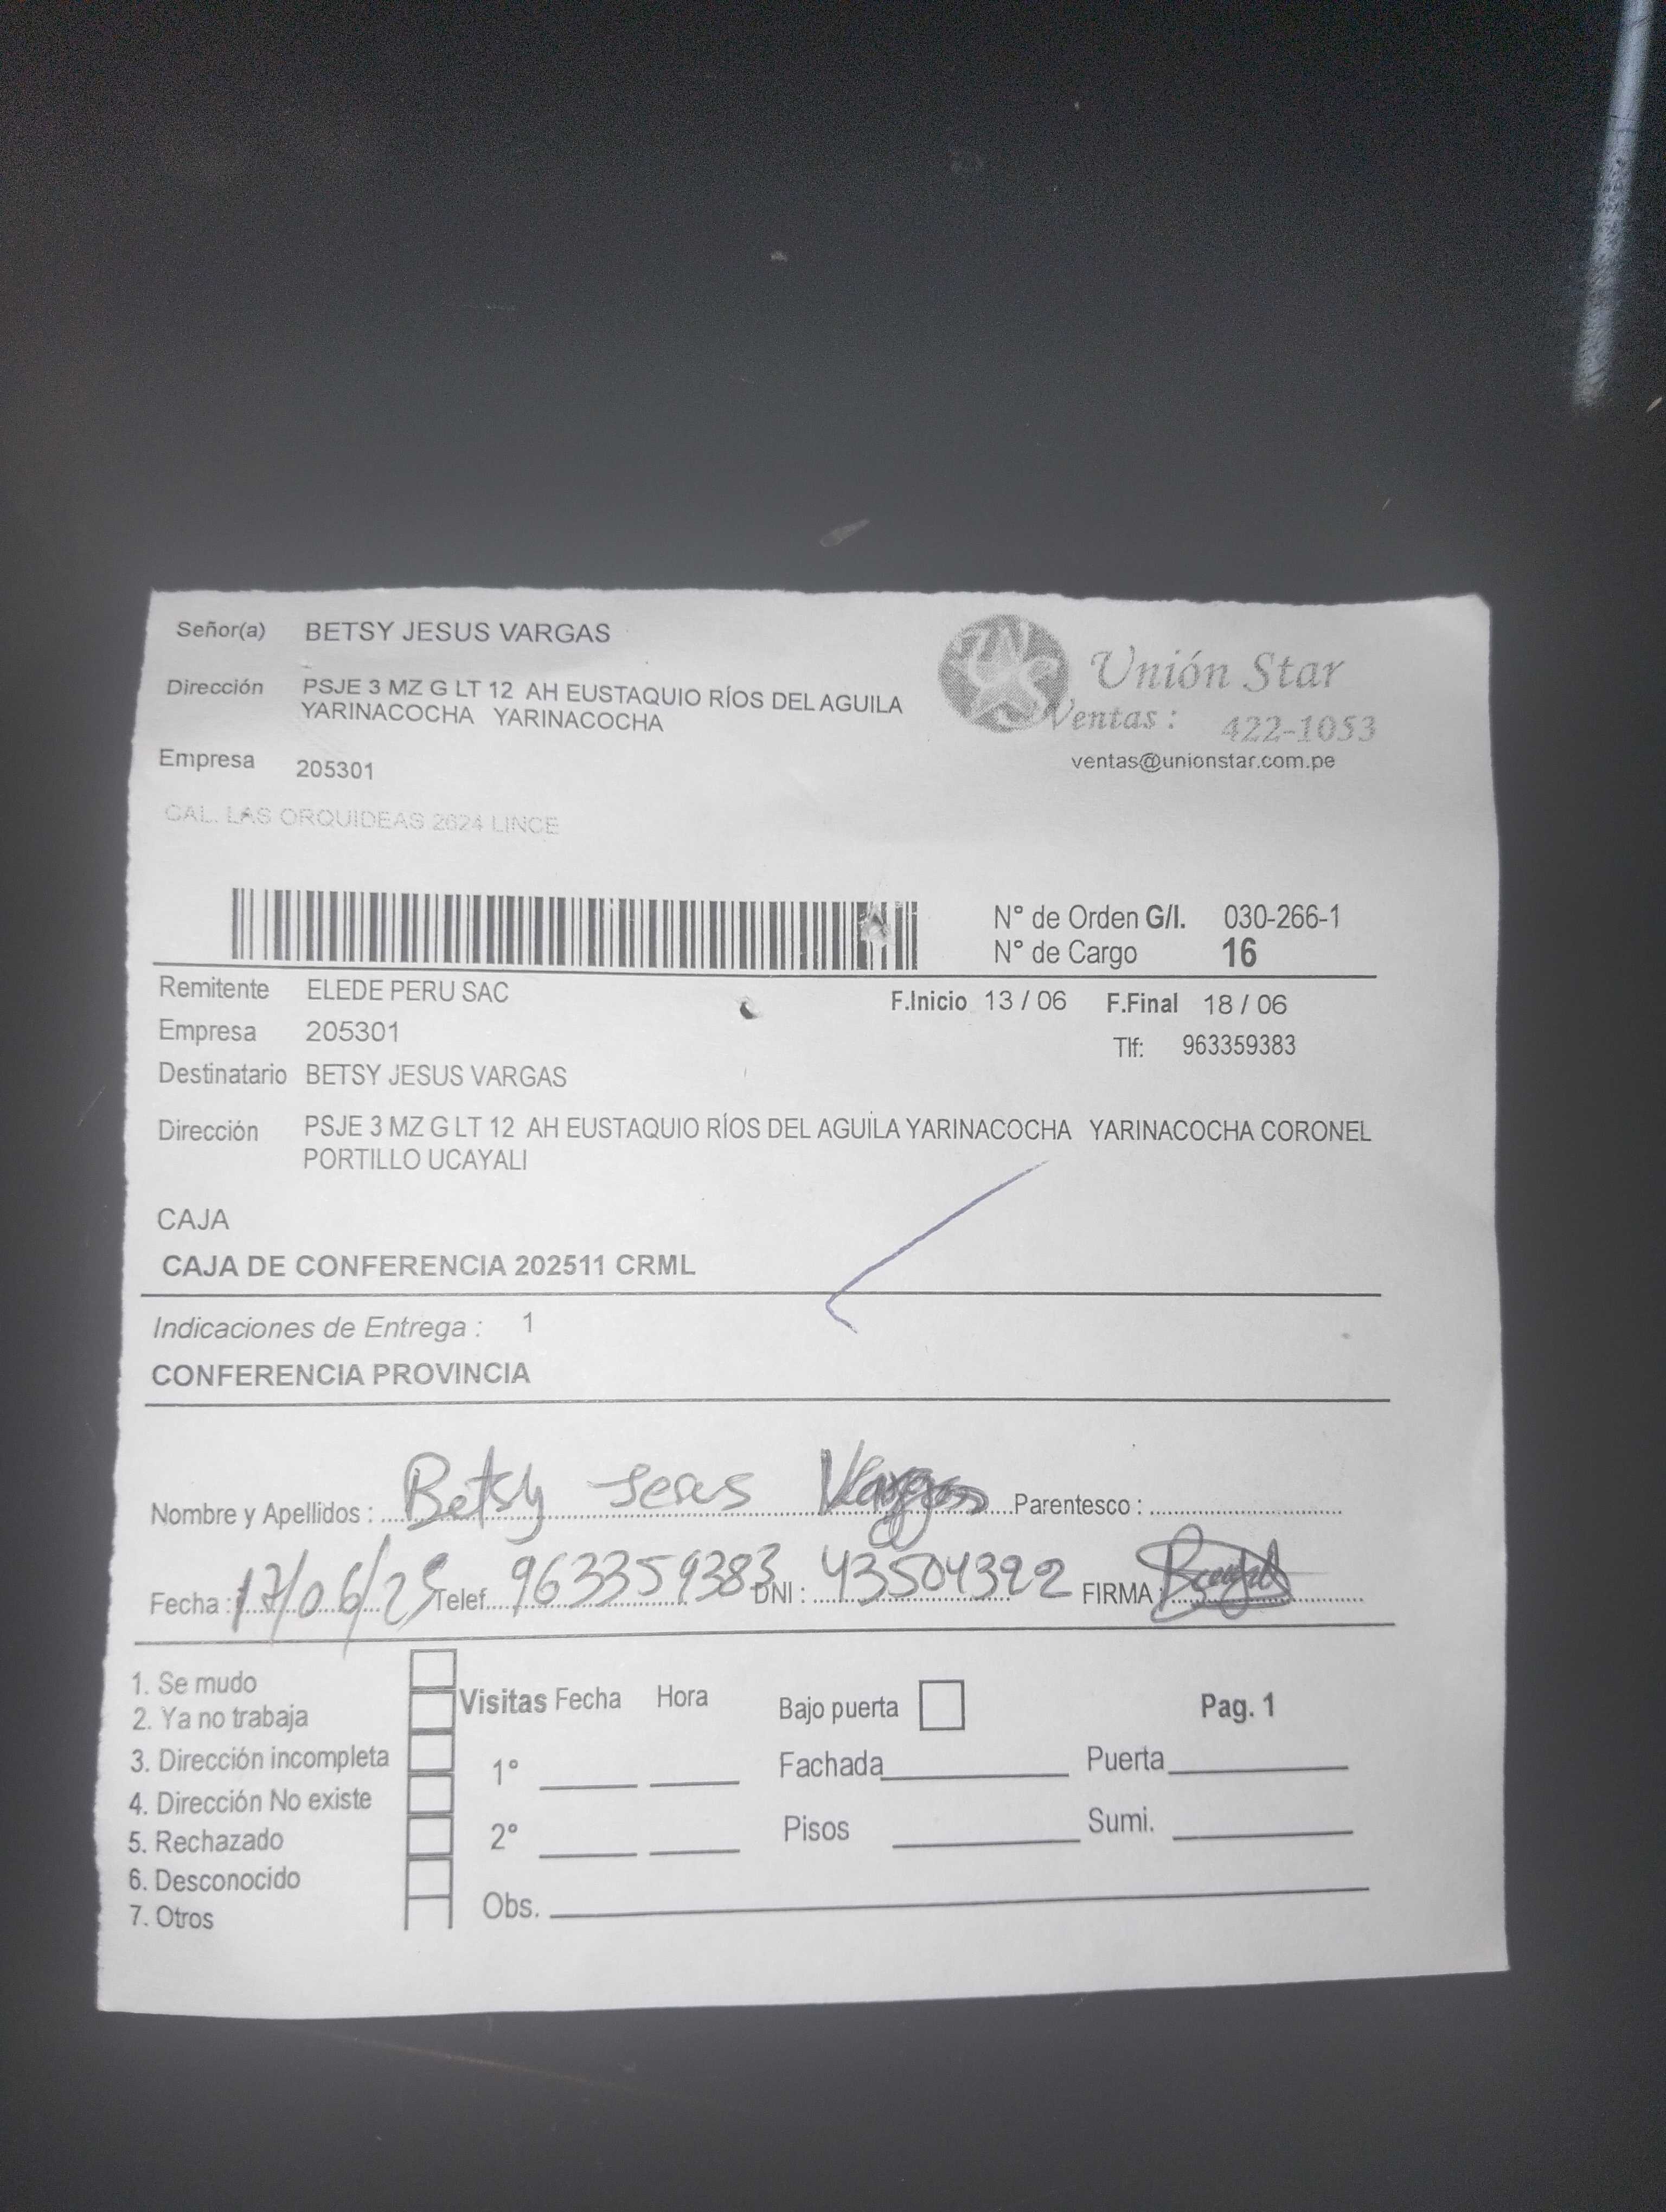 Señor(a) BETSY JESUS VARGAS
Dirección PSJE 3 MZ G LT 12 AH EUSTAQUIO RÍOS DEL AGUILA
YARINACOCHA YARINACOCHA
Empresa 205301
CAL. LAS ORQUIDEAS 2624 LINCE
Unión Star
Ventas : 422-1053
ventas@unionstar.com.pe
N° de Orden G/I. 030-266-1
N° de Cargo 16
Remitente ELEDE PERU SAC
F.Inicio 13 / 06 F.Final 18 / 06
Empresa 205301
Tlf: 963359383
Destinatario BETSY JESUS VARGAS
Dirección PSJE 3 MZ G LT 12 AH EUSTAQUIO RÍOS DEL AGUILA YARINACOCHA YARINACOCHA CORONEL
PORTILLO UCAYALI
CAJA
CAJA DE CONFERENCIA 202511 CRML
Indicaciones de Entrega : 1
CONFERENCIA PROVINCIA
Nombre y Apellidos : Betsy Vargas Parentesco :
Fecha : 17/06/25 Telef. 963359383 DNI : 43504392 FIRMA :
1. Se mudo
2. Ya no trabaja
3. Dirección incompleta
4. Dirección No existe
5. Rechazado
6. Desconocido
7. Otros
Visitas Fecha Hora Bajo puerta Pag. 1
1° Fachada Puerta
2° Pisos Sumi.
Obs.